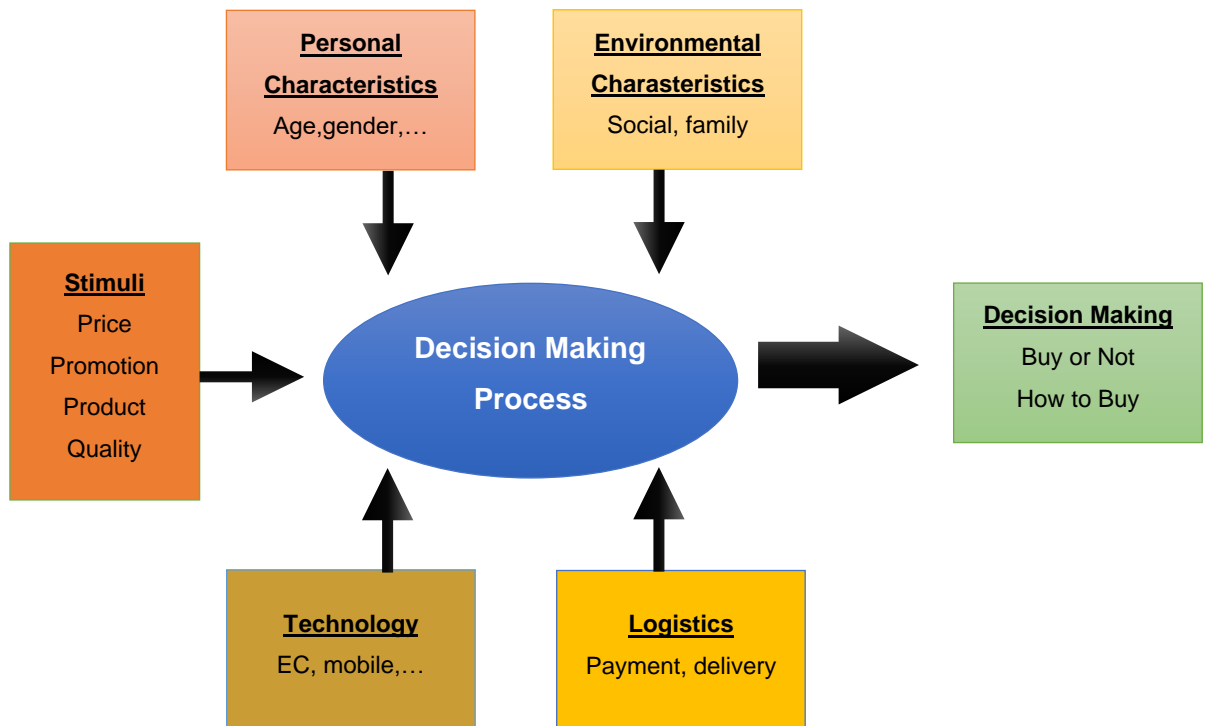 Personal
Characteristics
Age,gender,…
Environmental
Charasteristics
Social, family
Stimuli
Price
Promotion
Product
Quality
Decision Making
Process
Decision Making
Buy or Not
How to Buy
Technology
EC, mobile,…
Logistics
Payment, delivery